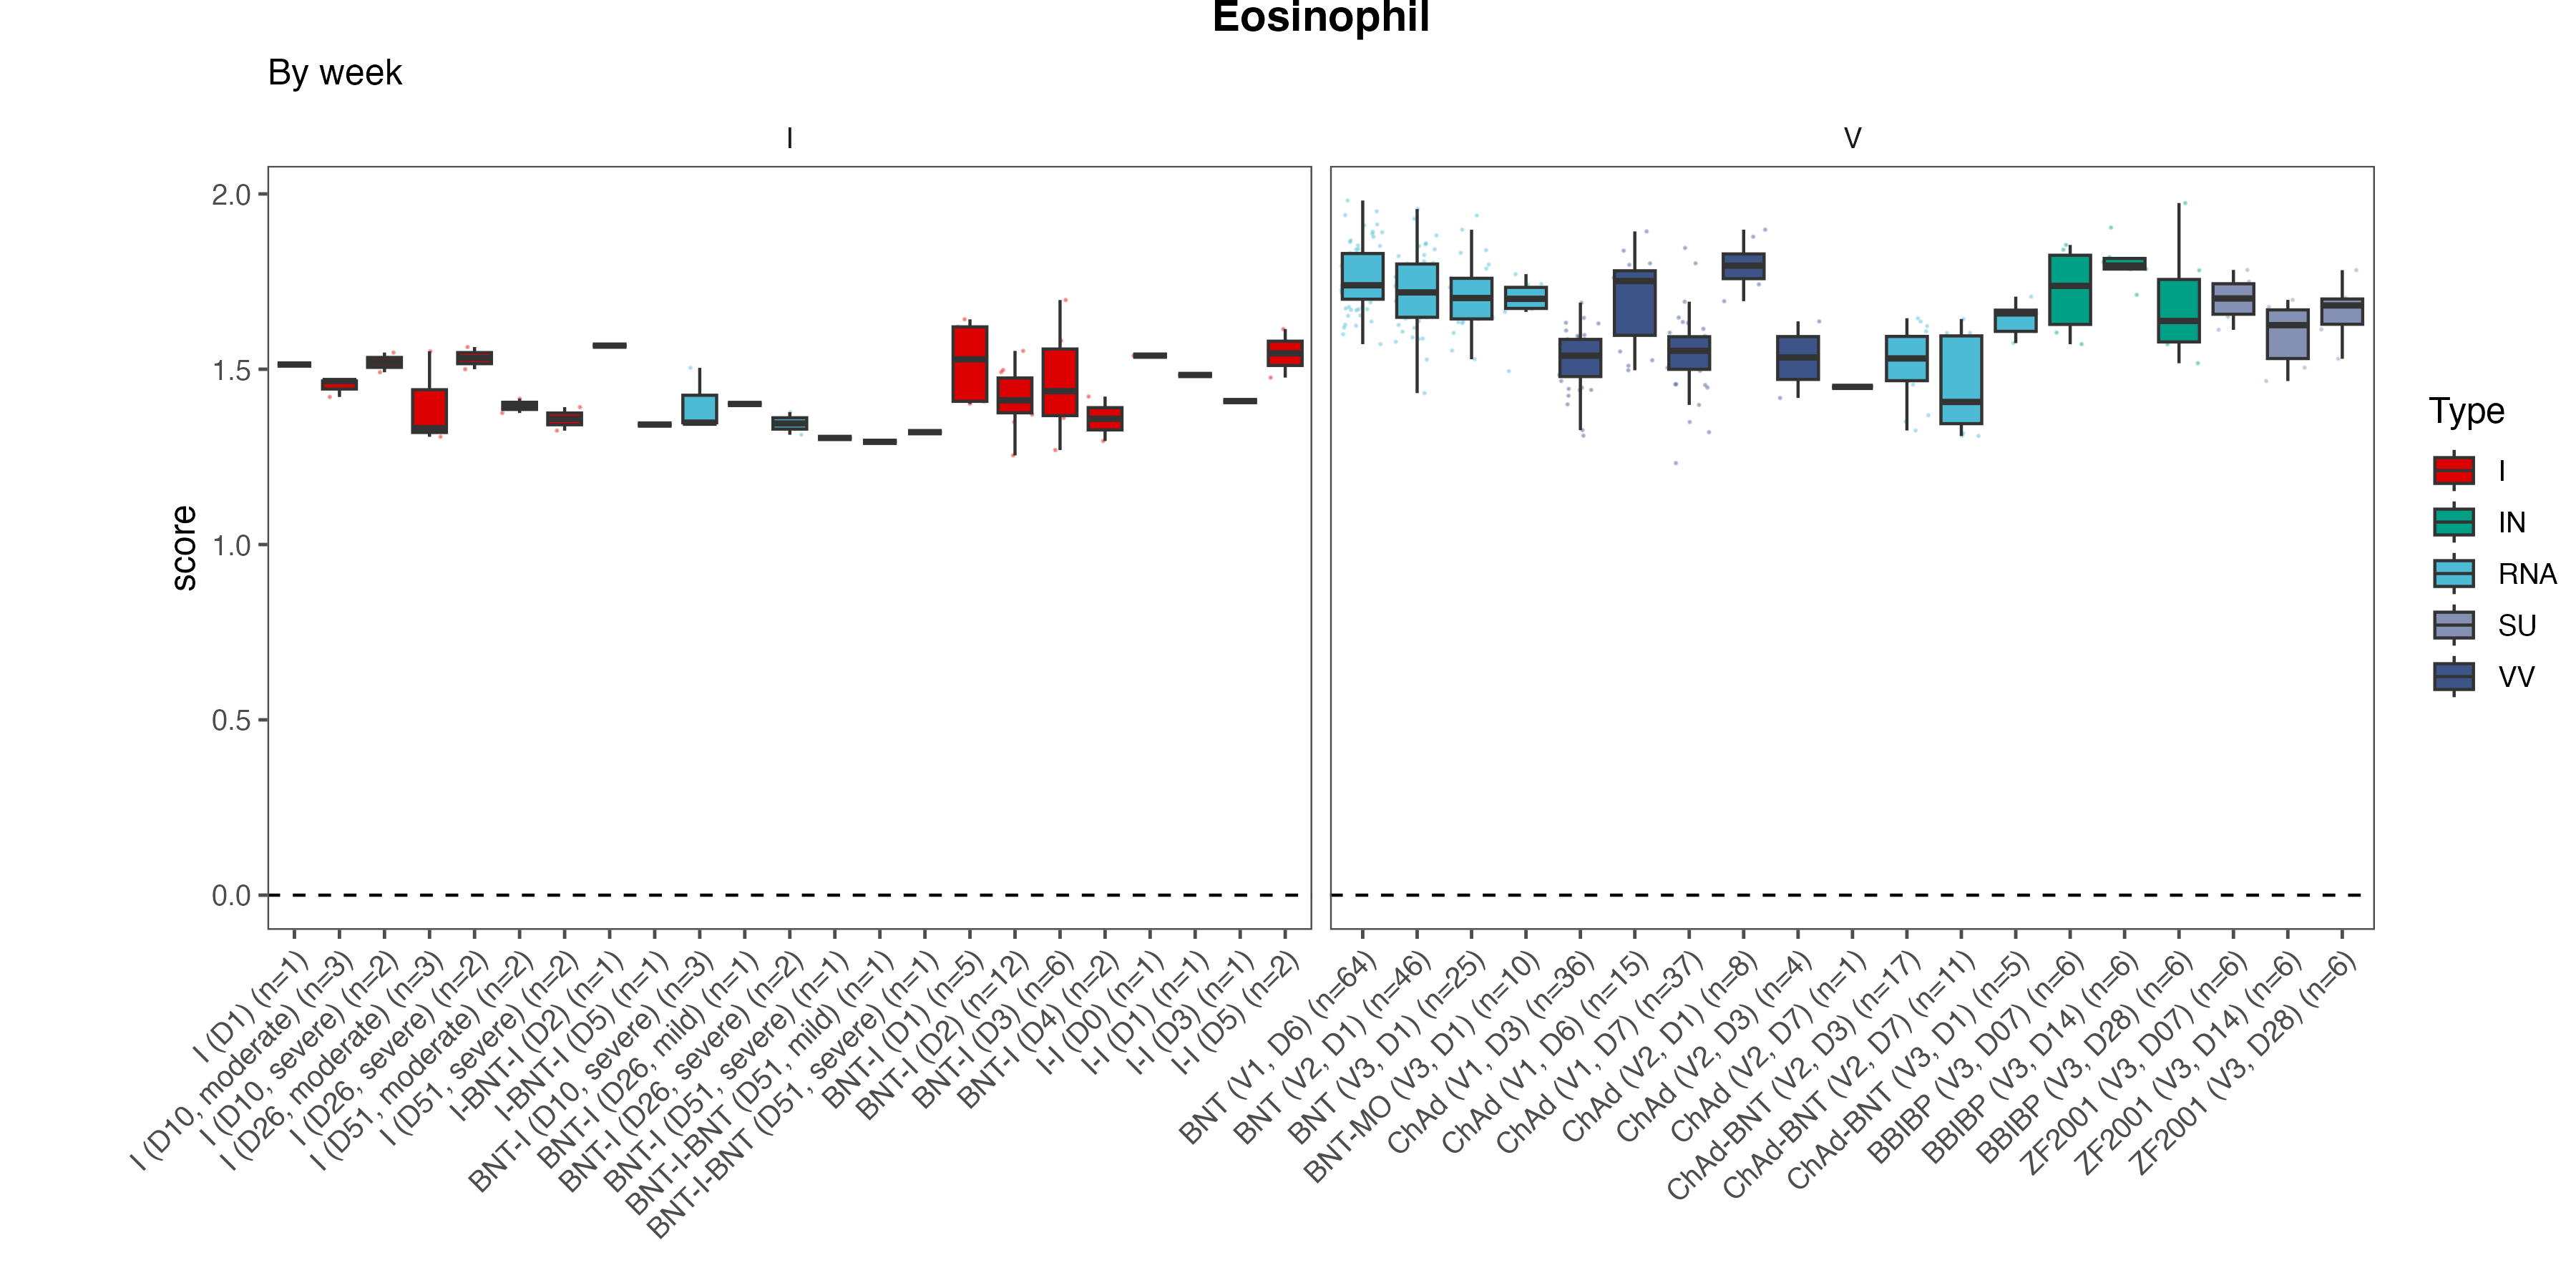 Eosinophil
By week
I
V
score
2.0
1.5
1.0
0.5
0.0
I (D1) (n=1)
I (D10, moderate) (n=3)
I (D10, severe) (n=2)
I (D26, moderate) (n=3)
I (D26, severe) (n=2)
I (D51, moderate) (n=2)
I (D51, severe) (n=2)
I-BNT-I (D2) (n=1)
I-BNT-I (D5) (n=1)
BNT-I (D10, severe) (n=3)
BNT-I (D26, mild) (n=1)
BNT-I (D26, severe) (n=2)
BNT-I (D51, severe) (n=1)
BNT-I-BNT (D51, mild) (n=1)
BNT-I-BNT (D51, severe) (n=1)
BNT-I (D1) (n=5)
BNT-I (D2) (n=12)
BNT-I (D3) (n=6)
BNT-I (D4) (n=2)
I-I (D0) (n=1)
I-I (D1) (n=1)
I-I (D3) (n=1)
I-I (D5) (n=2)
BNT (V1, D6) (n=64)
BNT (V2, D1) (n=46)
BNT (V3, D1) (n=25)
BNT-MO (V3, D1) (n=10)
ChAd (V1, D3) (n=36)
ChAd (V1, D6) (n=15)
ChAd (V1, D7) (n=37)
ChAd (V2, D1) (n=8)
ChAd (V2, D3) (n=4)
ChAd (V2, D7) (n=1)
ChAd-BNT (V2, D3) (n=17)
ChAd-BNT (V2, D7) (n=11)
ChAd-BNT (V3, D1) (n=5)
BBIBP (V3, D07) (n=6)
BBIBP (V3, D14) (n=6)
BBIBP (V3, D28) (n=6)
ZF2001 (V3, D07) (n=6)
ZF2001 (V3, D14) (n=6)
ZF2001 (V3, D28) (n=6)
Type
I
IN
RNA
SU
VV